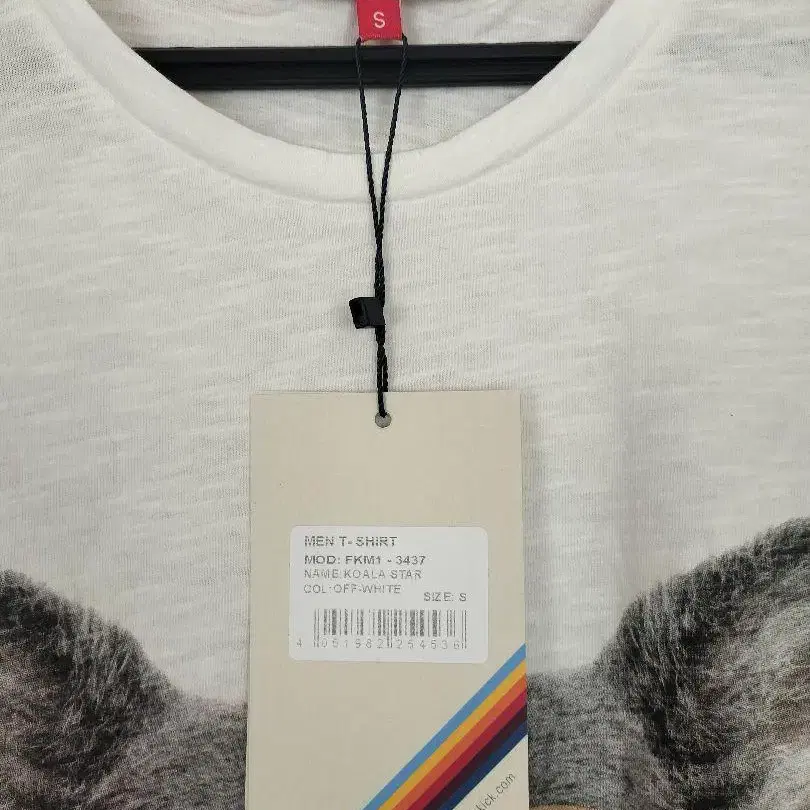 S
MEN T-SHIRT
MOD: FKM1 - 3437
NAME:KOALA STAR
COL:OFF-WHITE
SIZE: S
4 051982 254536